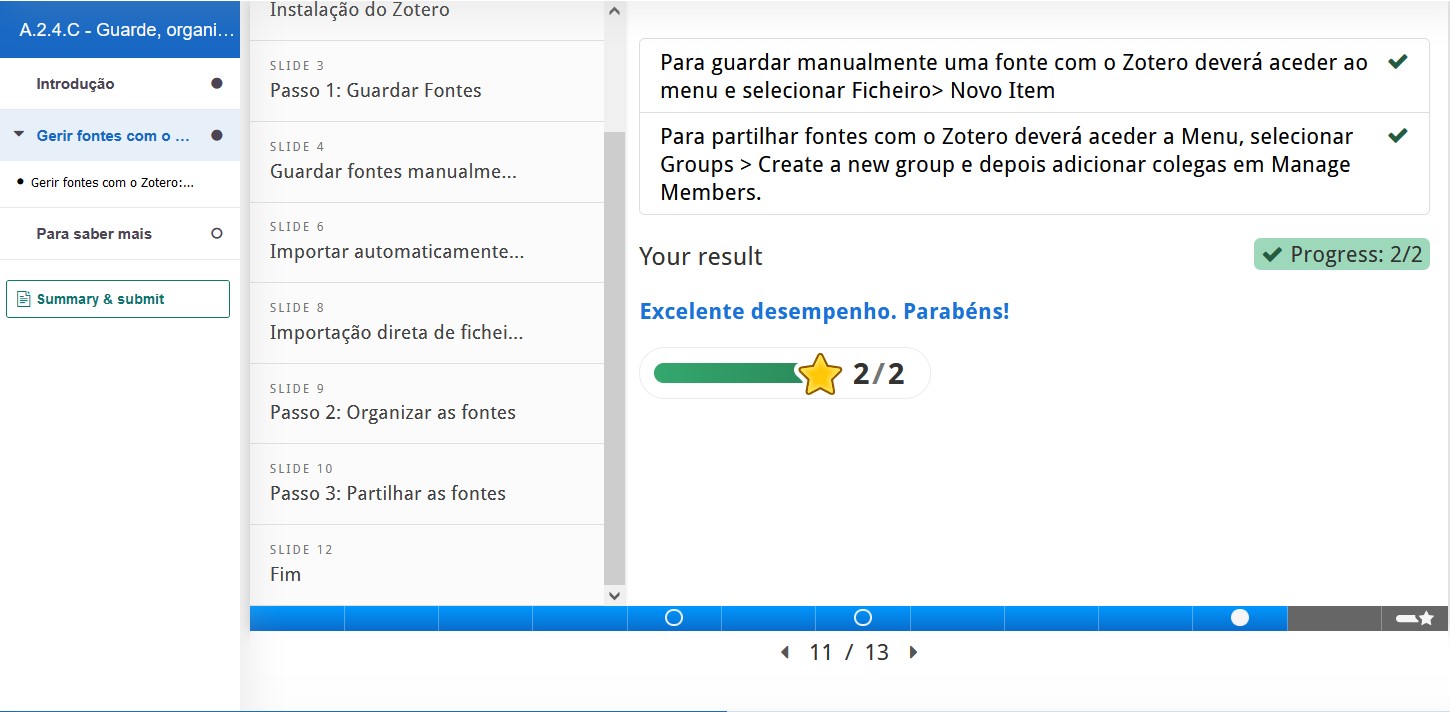 A.2.4.C - Guarde, organi...
Introdução
Gerir fontes com o ...
Gerir fontes com o Zotero:...
Para saber mais
Summary & submit
Instalação do Zotero
SLIDE 3
Passo 1: Guardar Fontes
SLIDE 4
Guardar fontes manualme...
SLIDE 6
Importar automaticamente...
SLIDE 8
Importação direta de fichei...
SLIDE 9
Passo 2: Organizar as fontes
SLIDE 10
Passo 3: Partilhar as fontes
SLIDE 12
Fim
Para guardar manualmente uma fonte com o Zotero deverá aceder ao
menu e selecionar Ficheiro> Novo Item
Para partilhar fontes com o Zotero deverá aceder a Menu, selecionar
Groups > Create a new group e depois adicionar colegas em Manage
Members.
Your result
Progress: 2/2
Excelente desempenho. Parabéns!
2/2
11 / 13